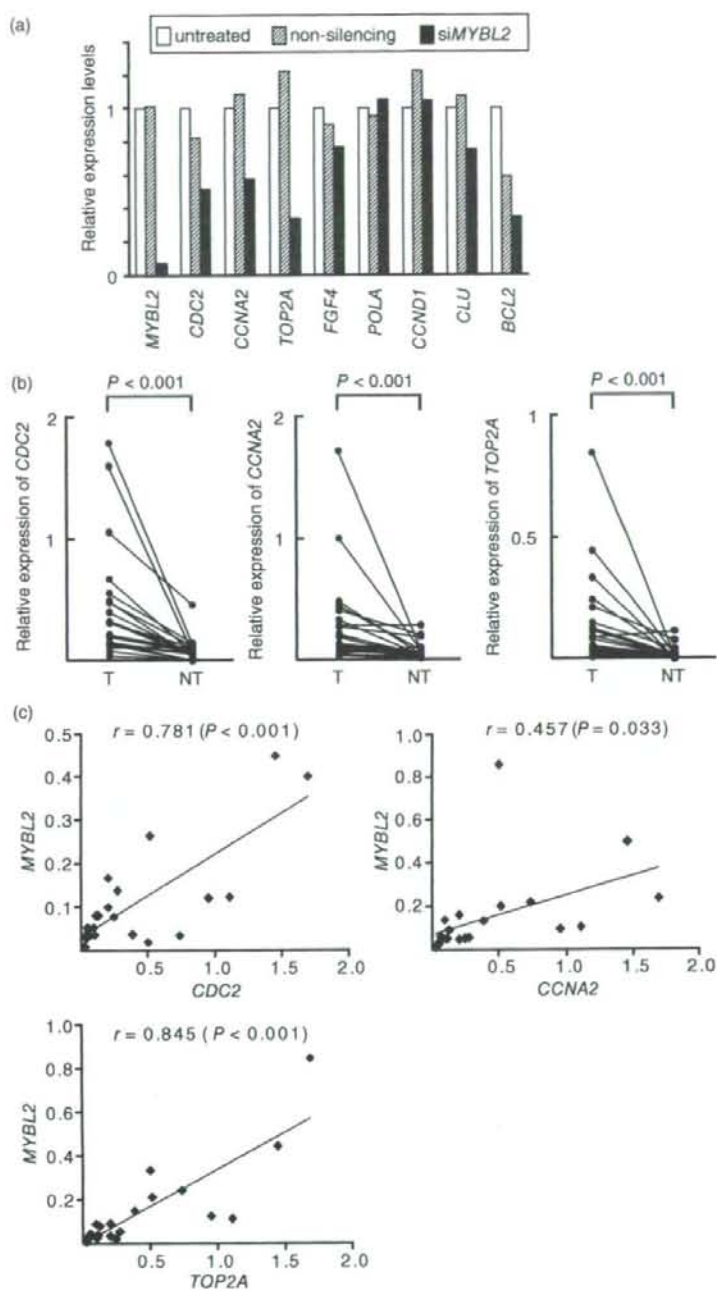 (a)
untreated non-silencing siMYBL2
Relative expression levels
1
0
MYBL2 CDC2 CCNA2 TOP2A FGF4 POLA CCND1 CLU BCL2
(b)
P < 0.001
Relative expression of CDC2
2
1
0
T NT
P < 0.001
Relative expression of CCNA2
2
1
0
T NT
P < 0.001
Relative expression of TOP2A
1
0.5
0
T NT
(c)
r = 0.781 (P < 0.001)
MYBL2
0.5
0.4
0.3
0.2
0.1
0 0.5 1.0 1.5 2.0
CDC2
r = 0.457 (P = 0.033)
MYBL2
1.0
0.8
0.6
0.4
0.2
0.5 1.0 1.5 2.0
CCNA2
r = 0.845 (P < 0.001)
MYBL2
1.0
0.8
0.6
0.4
0.2
0.5 1.0 1.5 2.0
TOP2A